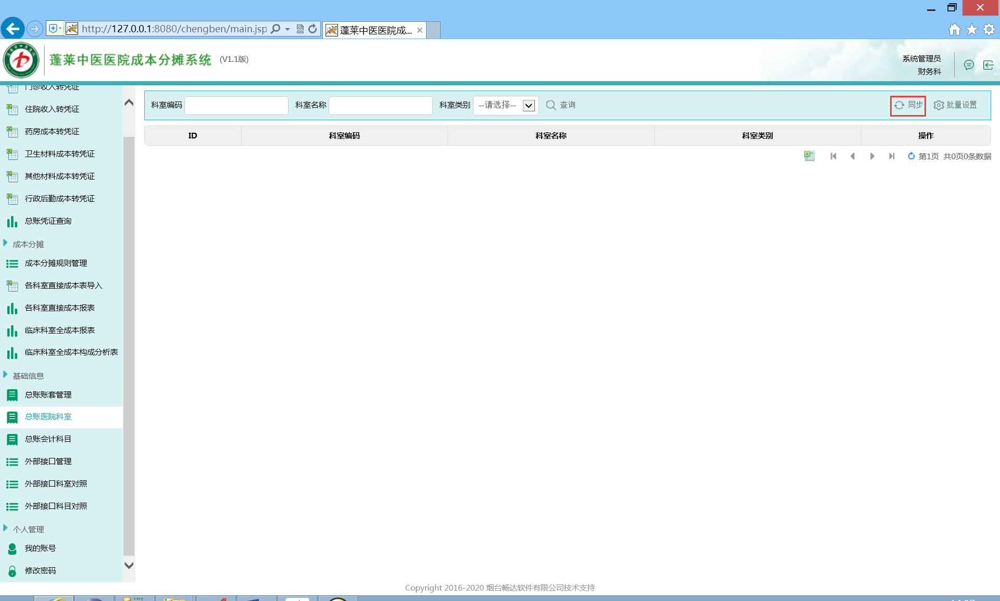 http://127.0.0.1:8080/chengben/main.jsp
蓬莱中医医院成...
蓬莱中医医院成本分摊系统 (V1.1版)
系统管理员
财务科
门诊收入转凭证
住院收入转凭证
药房成本转凭证
卫生材料成本转凭证
其他材料成本转凭证
行政后勤成本转凭证
总账凭证查询
成本分摊
成本分摊规则管理
各科室直接成本表导入
各科室直接成本报表
临床科室全成本报表
临床科室全成本构成分析表
基础信息
总账账套管理
总账医院科室
总账会计科目
外部接口管理
外部接口科室对照
外部接口科目对照
个人管理
我的账号
修改密码
科室编码 科室名称 科室类别 --请选择-- 查询 同步 批量设置
ID 科室编码 科室名称 科室类别 操作
第1页 共0页0条数据
Copyright 2016-2020 烟台畅达软件有限公司技术支持